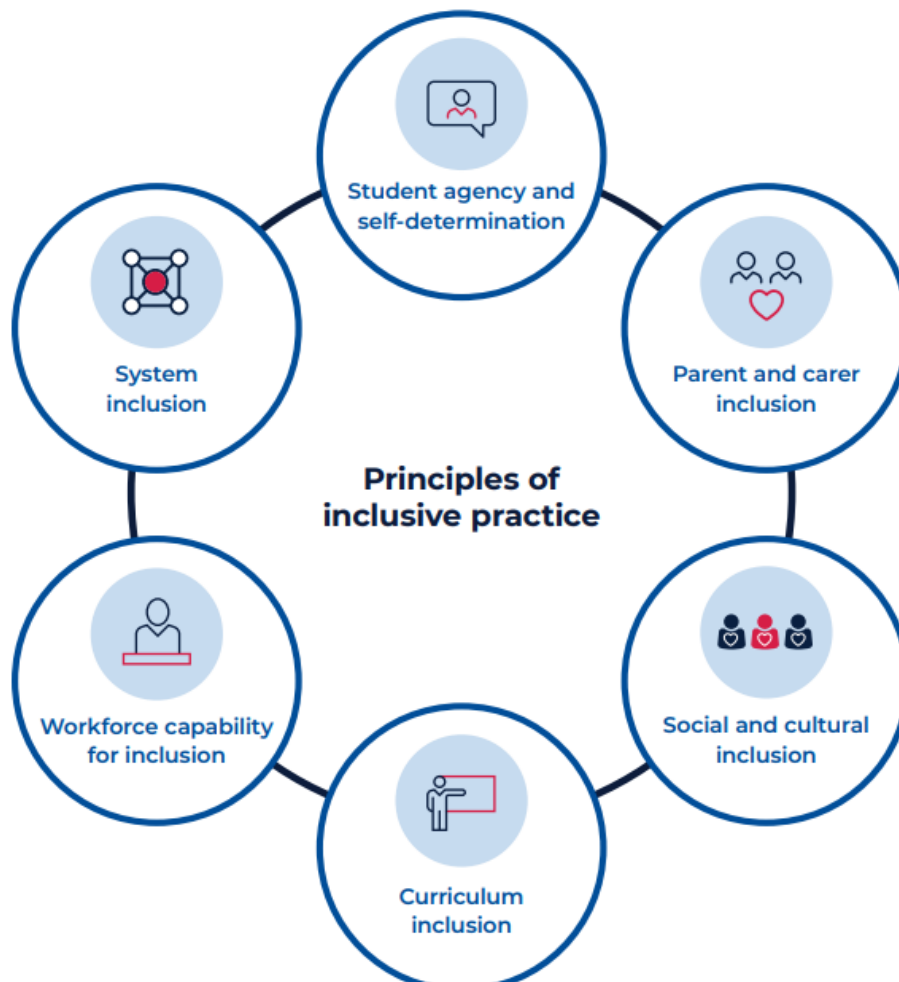 Student agency and
self-determination
Parent and carer
inclusion
Social and cultural
inclusion
Curriculum
inclusion
Workforce capability
for inclusion
System
inclusion
Principles of
inclusive practice